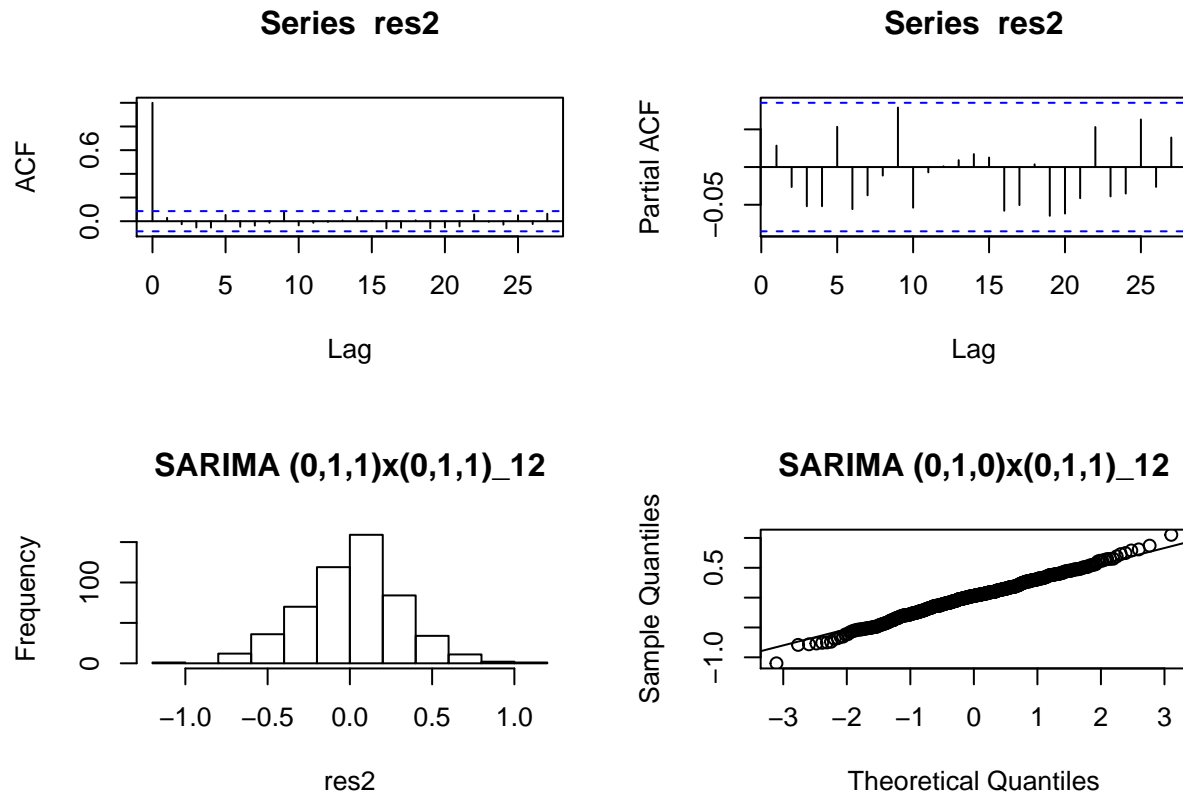 Series res2
ACF
0.0 0.6
0 5 10 15 20 25
Lag
Series res2
Partial ACF
−0.05
0 5 10 15 20 25
Lag
SARIMA (0,1,1)x(0,1,1)_12
Frequency
0 100
−1.0 −0.5 0.0 0.5 1.0
res2
SARIMA (0,1,0)x(0,1,1)_12
Sample Quantiles
−1.0 0.5
−3 −2 −1 0 1 2 3
Theoretical Quantiles